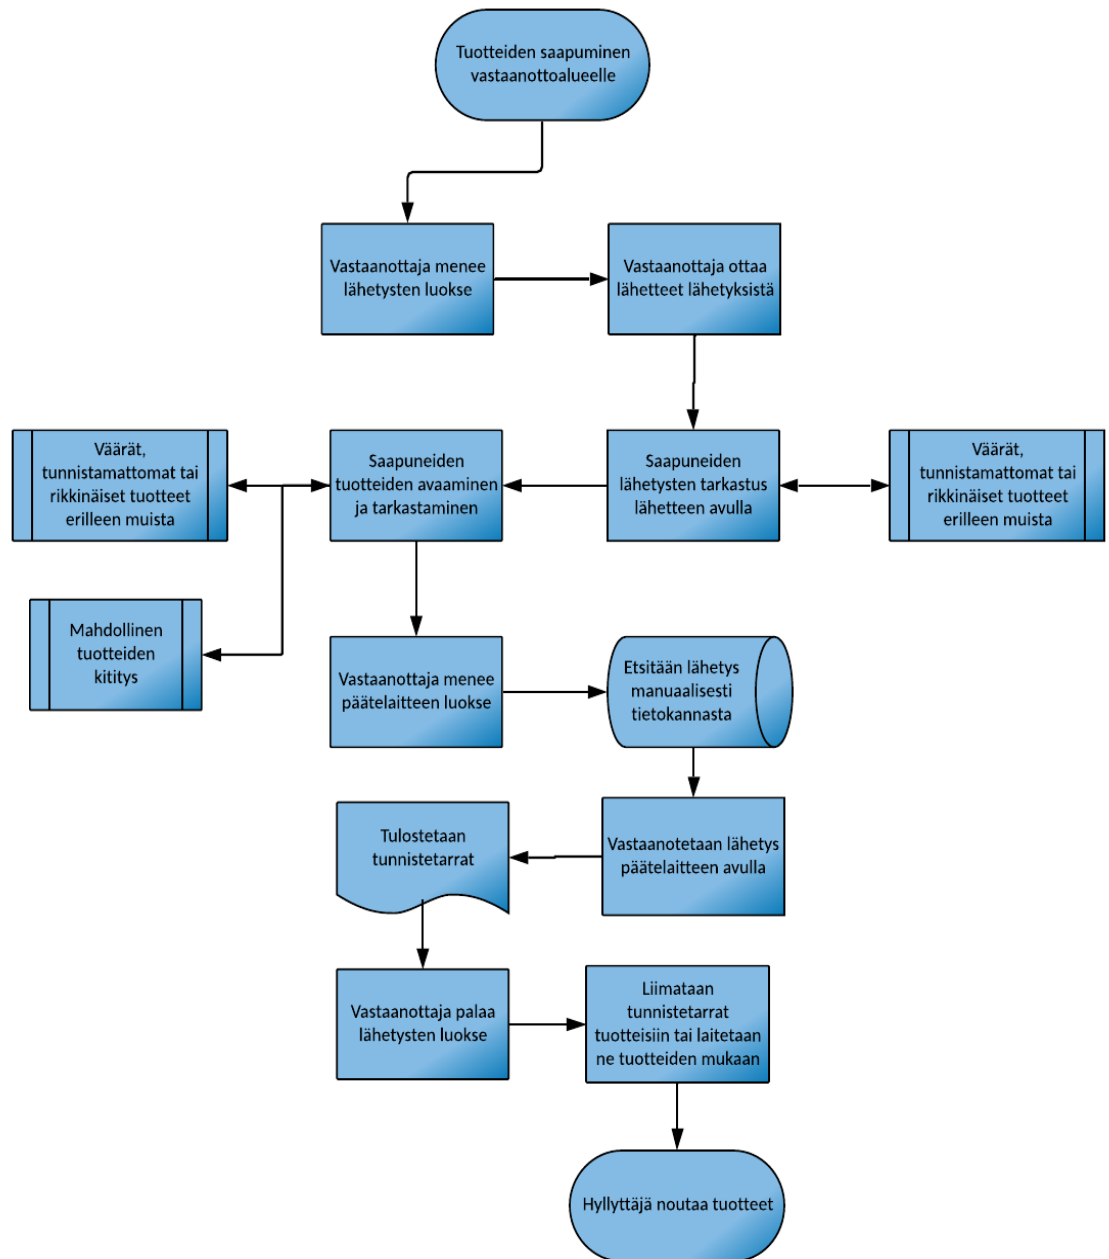 Tuotteiden saapuminen
vastaanottoalueelle
Vastaanottaja menee
lähetysten luokse
Vastaanottaja ottaa
lähetteet lähetyksistä
Väärät,
tunnistamattomat tai
rikkinäiset tuotteet
erilleen muista
Saapuneiden
tuotteiden avaaminen
ja tarkastaminen
Saapuneiden
lähetysten tarkastus
lähetteen avulla
Väärät,
tunnistamattomat tai
rikkinäiset tuotteet
erilleen muista
Mahdollinen
tuotteiden
kititys
Vastaanottaja menee
päätelaitteen luokse
Etsitään lähetys
manuaalisesti
tietokannasta
Tulostetaan
tunnistetarrat
Vastaanotetaan lähetys
päätelaitteen avulla
Vastaanottaja palaa
lähetysten luokse
Liimataan
tunnistetarrat
tuotteisiin tai laitetaan
ne tuotteiden mukaan
Hyllyttäjä noutaa tuotteet